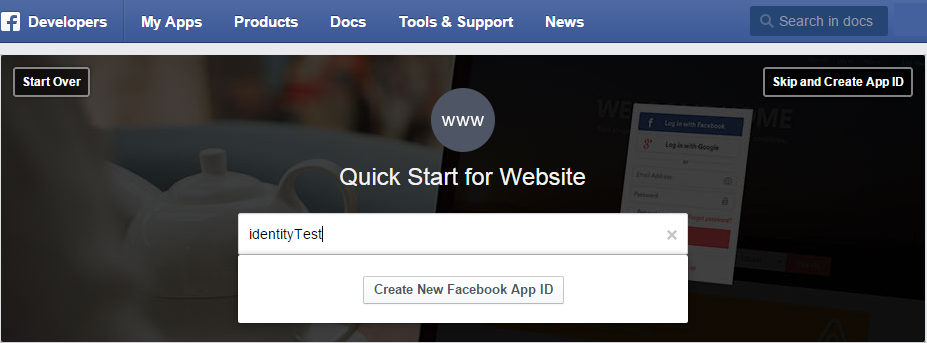 f Developers My Apps Products Docs Tools & Support News Search in docs
Start Over
Skip and Create App ID
www
Quick Start for Website
identityTest
×
Create New Facebook App ID
f Log In with Facebook
Log In with Google
or
Email Address
Password